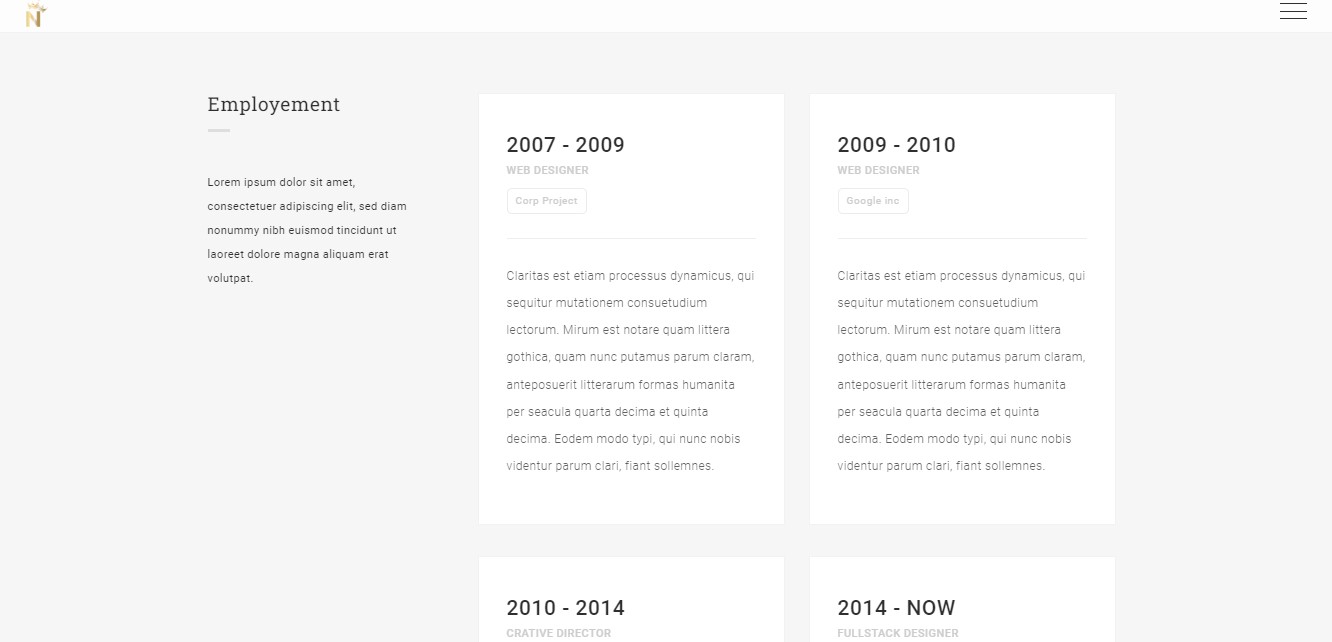 N
Employement
Lorem ipsum dolor sit amet,
consectetuer adipiscing elit, sed diam
nonummy nibh euismod tincidunt ut
laoreet dolore magna aliquam erat
volutpat.
2007 - 2009
WEB DESIGNER
Corp Project
Claritas est etiam processus dynamicus, qui
sequitur mutationem consuetudium
lectorum. Mirum est notare quam littera
gothica, quam nunc putamus parum claram,
anteposuerit litterarum formas humanita
per seacula quarta decima et quinta
decima. Eodem modo typi, qui nunc nobis
videntur parum clari, fiant sollemnes.
2009 - 2010
WEB DESIGNER
Google inc
Claritas est etiam processus dynamicus, qui
sequitur mutationem consuetudium
lectorum. Mirum est notare quam littera
gothica, quam nunc putamus parum claram,
anteposuerit litterarum formas humanita
per seacula quarta decima et quinta
decima. Eodem modo typi, qui nunc nobis
videntur parum clari, fiant sollemnes.
2010 - 2014
CRATIVE DIRECTOR
2014 - NOW
FULLSTACK DESIGNER